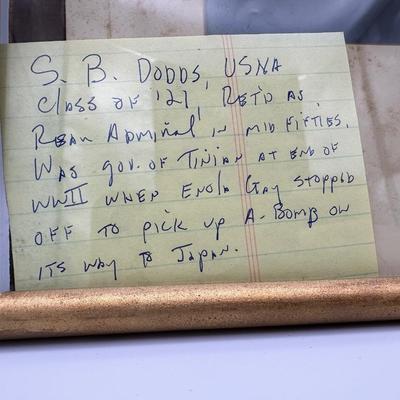 S. B. DODDS, USNA
CLASS OF '27, RET'D AS
REAR ADMIRAL IN MID FIFTIES.
WAS GOV. OF TINIAN AT END OF
WWII WHEN ENOLA GAY STOPPED
OFF TO PICK UP A-BOMB ON
ITS WAY TO JAPAN.